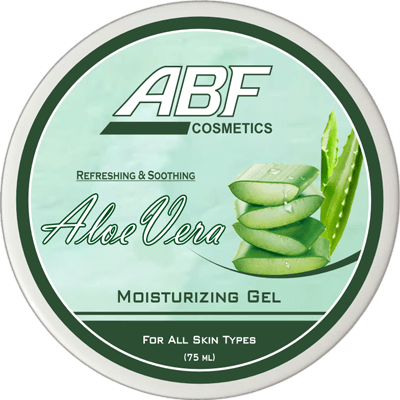 ABF
COSMETICS
REFRESHING & SOOTHING
Aloe Vera
MOISTURIZING GEL
FOR ALL SKIN TYPES
(75 ML)